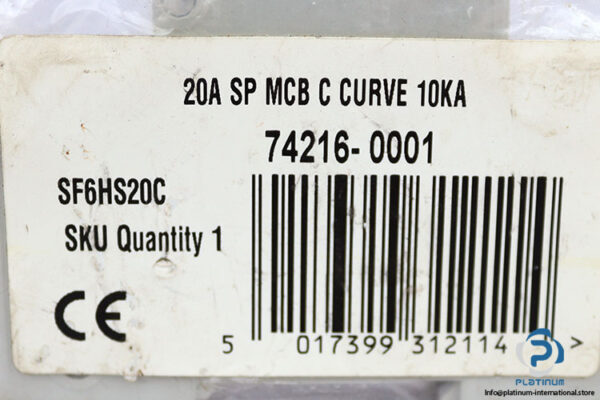 20A SP MCB C CURVE 10KA
74216-0001
SF6HS20C
SKU Quantity 1
CE
5 017399 312114 >
PLATINUM
Info@platinum-international.store